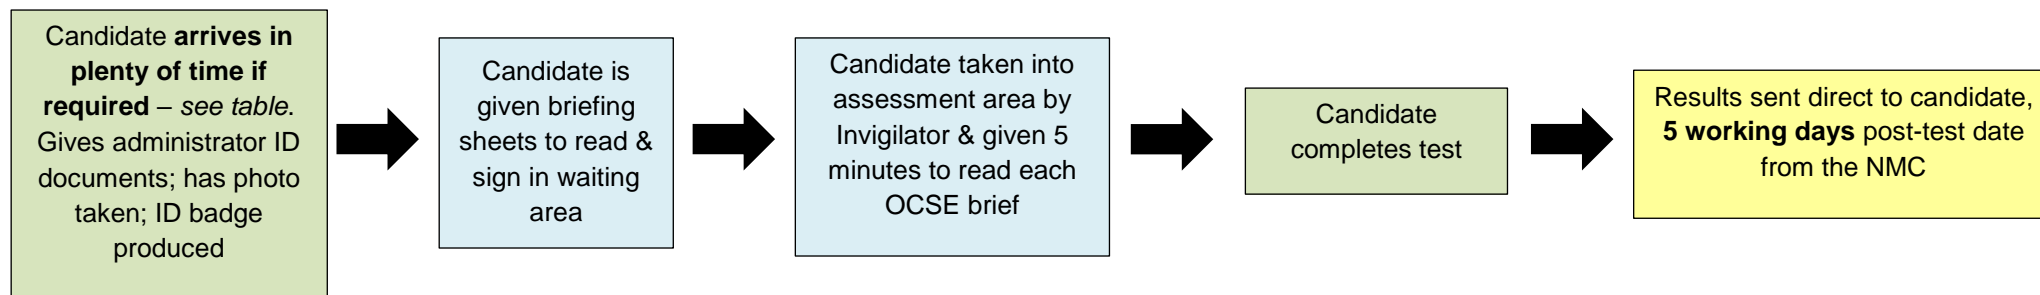 Candidate arrives in
plenty of time if
required – see table.
Gives administrator ID
documents; has photo
taken; ID badge
produced
Candidate is
given briefing
sheets to read &
sign in waiting
area
Candidate taken into
assessment area by
Invigilator & given 5
minutes to read each
OCSE brief
Candidate
completes test
Results sent direct to candidate,
5 working days post-test date
from the NMC